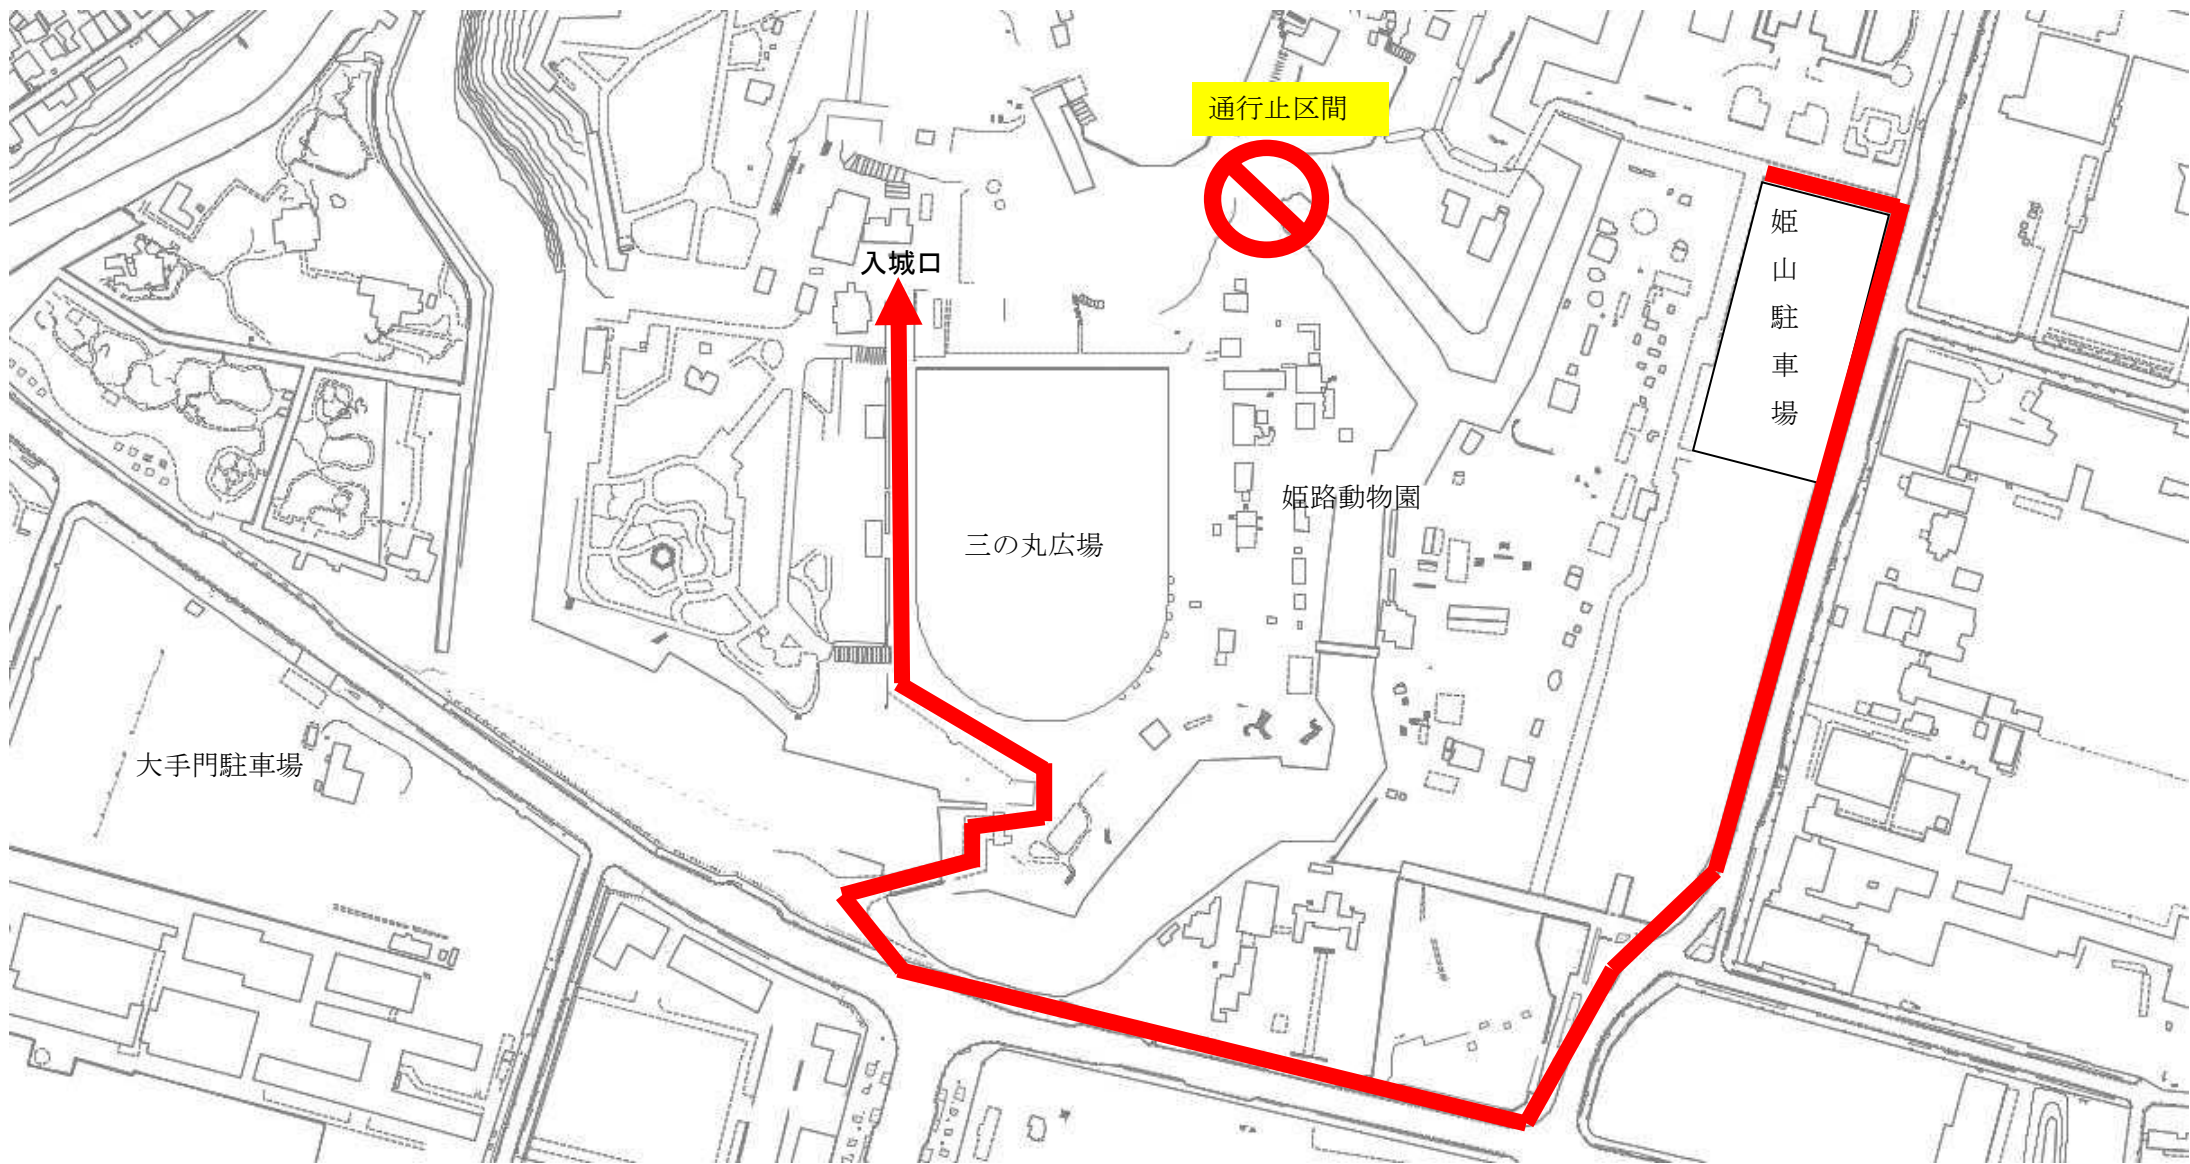 通行止区間
姫山駐車場
入城口
姫路動物園
三の丸広場
大手門駐車場